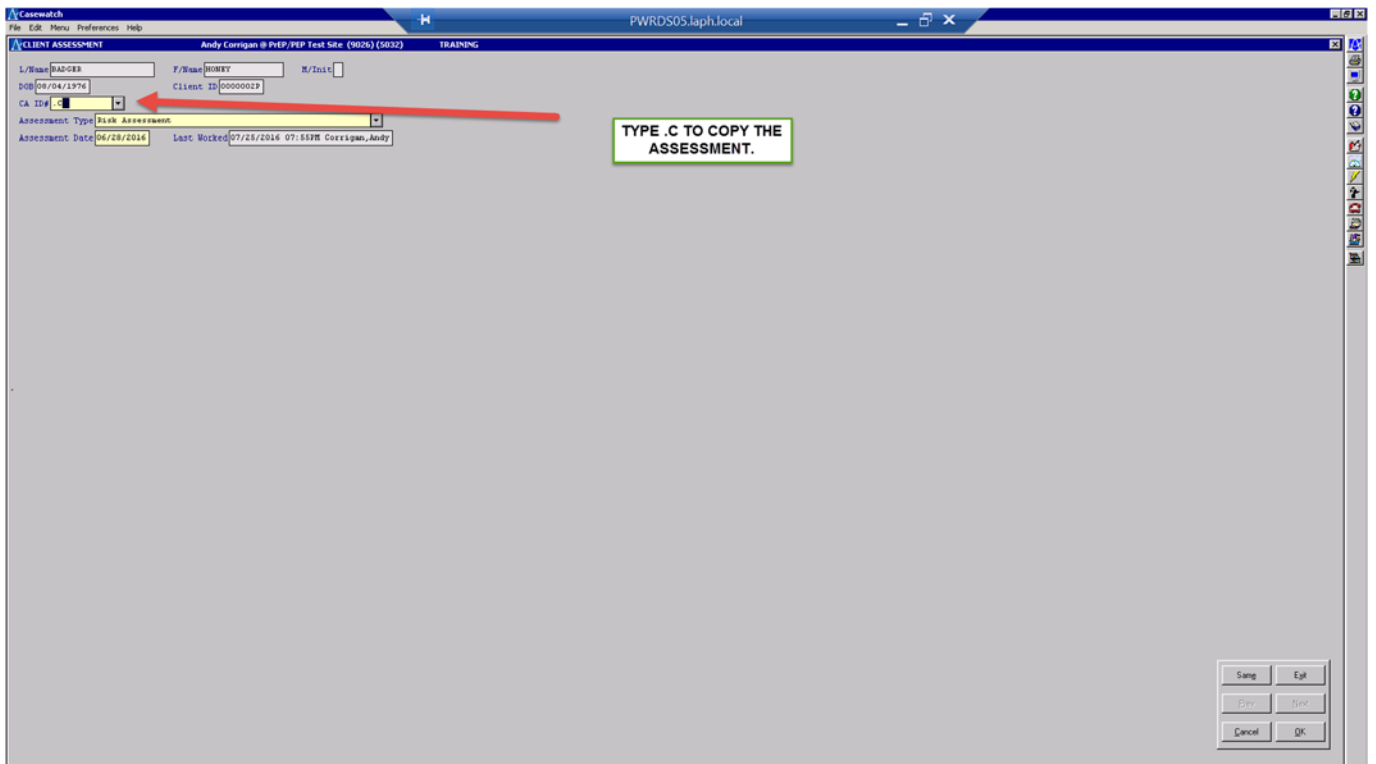 Casewatch
PWRDS05.laph.local
File Edit Menu Preferences Help
CLIENT ASSESSMENT Andy Corrigan @ PrEP/PEP Test Site (9026) (5032) TRAINING
L/Name BADGER F/Name HONEY M/Init
DOB 08/04/1976 Client ID 0000002P
CA ID# .C
Assessment Type Risk Assessment
Assessment Date 06/28/2016 Last Worked 07/25/2016 07:55PM Corrigan,Andy
TYPE .C TO COPY THE
ASSESSMENT.
Same Exit
Prev Next
Cancel OK